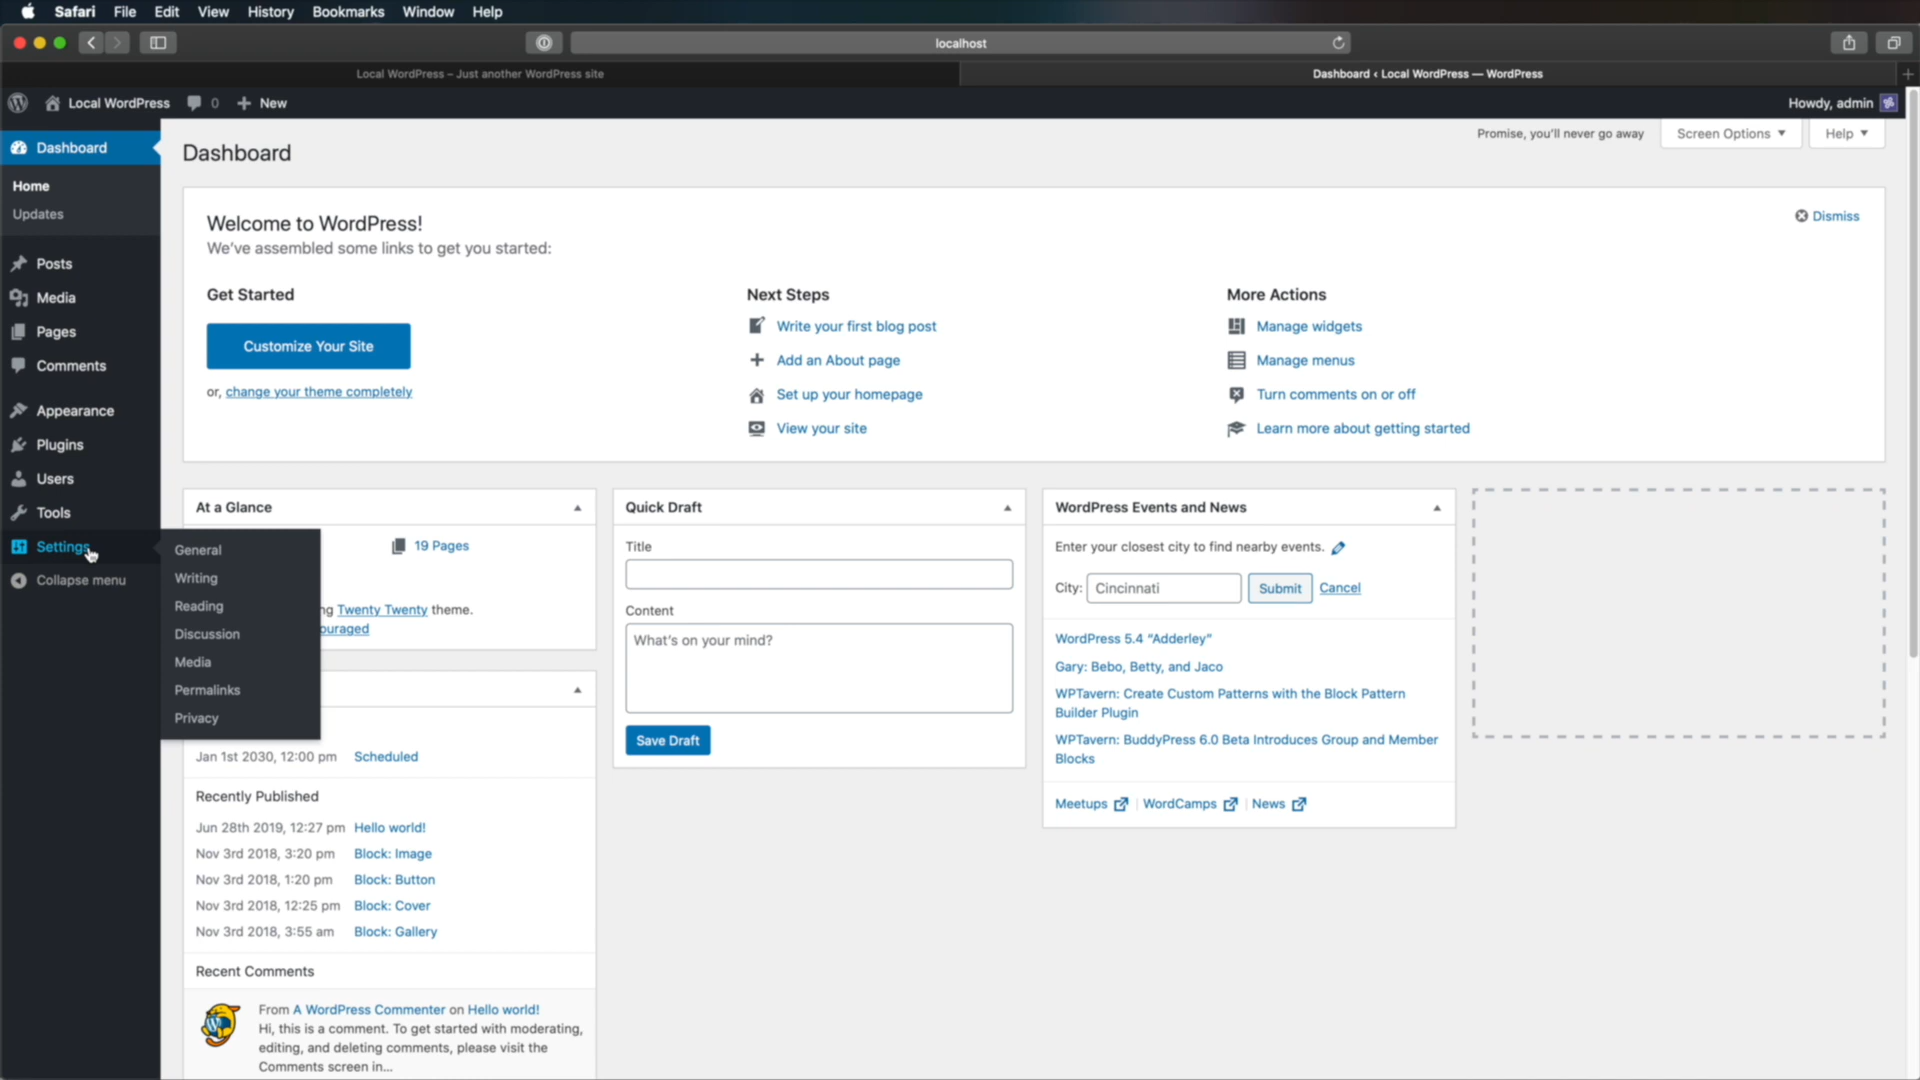 Safari File Edit View History Bookmarks Window Help
localhost
Local WordPress – Just another WordPress site
Dashboard ‹ Local WordPress — WordPress
Local WordPress 0 New
Howdy, admin
Dashboard
Home
Updates
Posts
Media
Pages
Comments
Appearance
Plugins
Users
Tools
Settings
Collapse menu
General
Writing
Reading
Discussion
Media
Permalinks
Privacy
Dashboard
Promise, you'll never go away
Screen Options
Help
Welcome to WordPress!
We've assembled some links to get you started:
Dismiss
Get Started
Customize Your Site
or, change your theme completely
Next Steps
Write your first blog post
Add an About page
Set up your homepage
View your site
More Actions
Manage widgets
Manage menus
Turn comments on or off
Learn more about getting started
At a Glance
19 Pages
ng Twenty Twenty theme.
ouraged
Jan 1st 2030, 12:00 pm Scheduled
Recently Published
Jun 28th 2019, 12:27 pm Hello world!
Nov 3rd 2018, 3:20 pm Block: Image
Nov 3rd 2018, 1:20 pm Block: Button
Nov 3rd 2018, 12:25 pm Block: Cover
Nov 3rd 2018, 3:55 am Block: Gallery
Recent Comments
From A WordPress Commenter on Hello world!
Hi, this is a comment. To get started with moderating,
editing, and deleting comments, please visit the
Comments screen in...
Quick Draft
Title
Content
What's on your mind?
Save Draft
WordPress Events and News
Enter your closest city to find nearby events.
City: Cincinnati Submit Cancel
WordPress 5.4 “Adderley”
Gary: Bebo, Betty, and Jaco
WPTavern: Create Custom Patterns with the Block Pattern
Builder Plugin
WPTavern: BuddyPress 6.0 Beta Introduces Group and Member
Blocks
Meetups | WordCamps | News